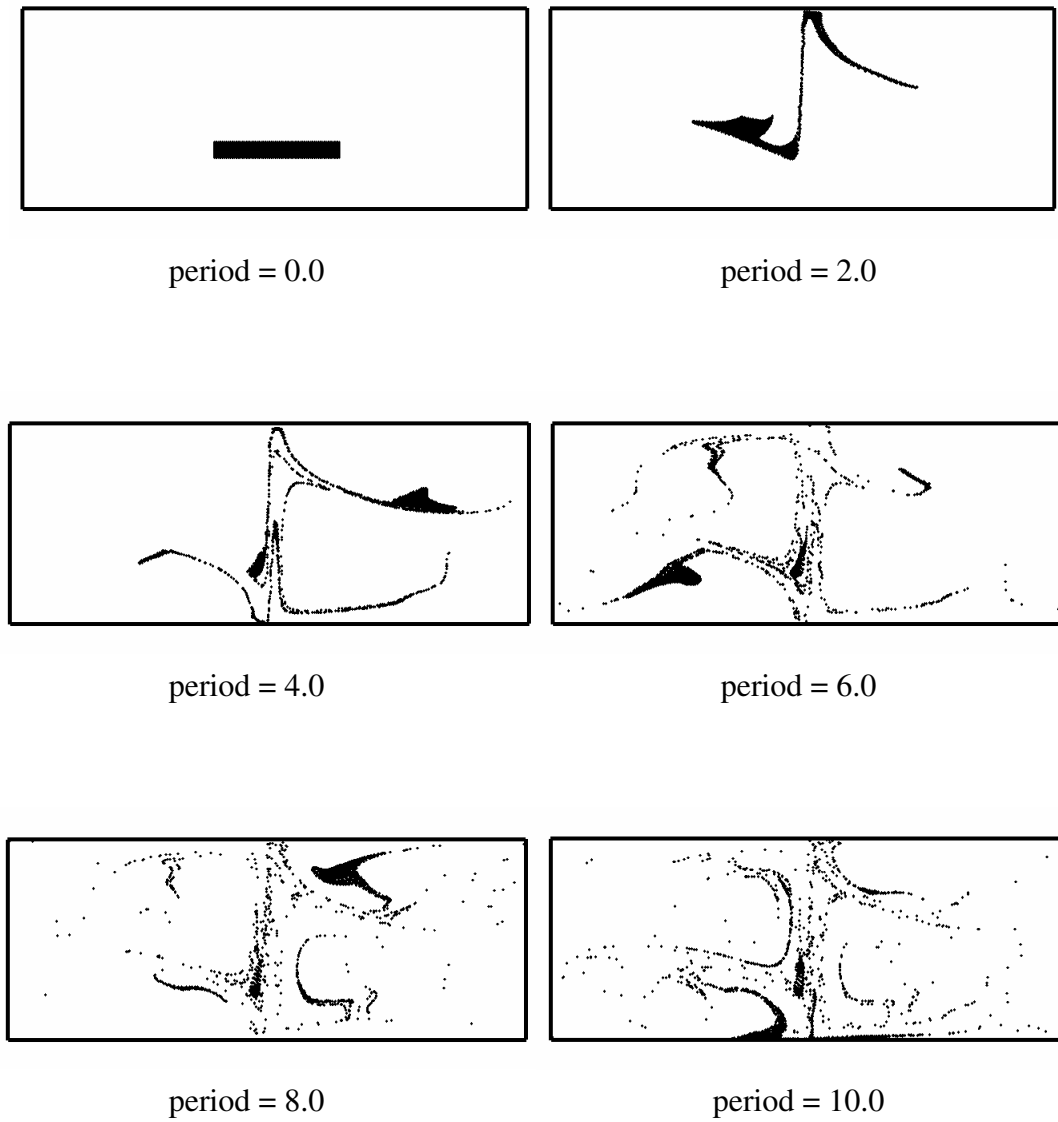 period = 0.0
period = 2.0
period = 4.0
period = 6.0
period = 8.0
period = 10.0